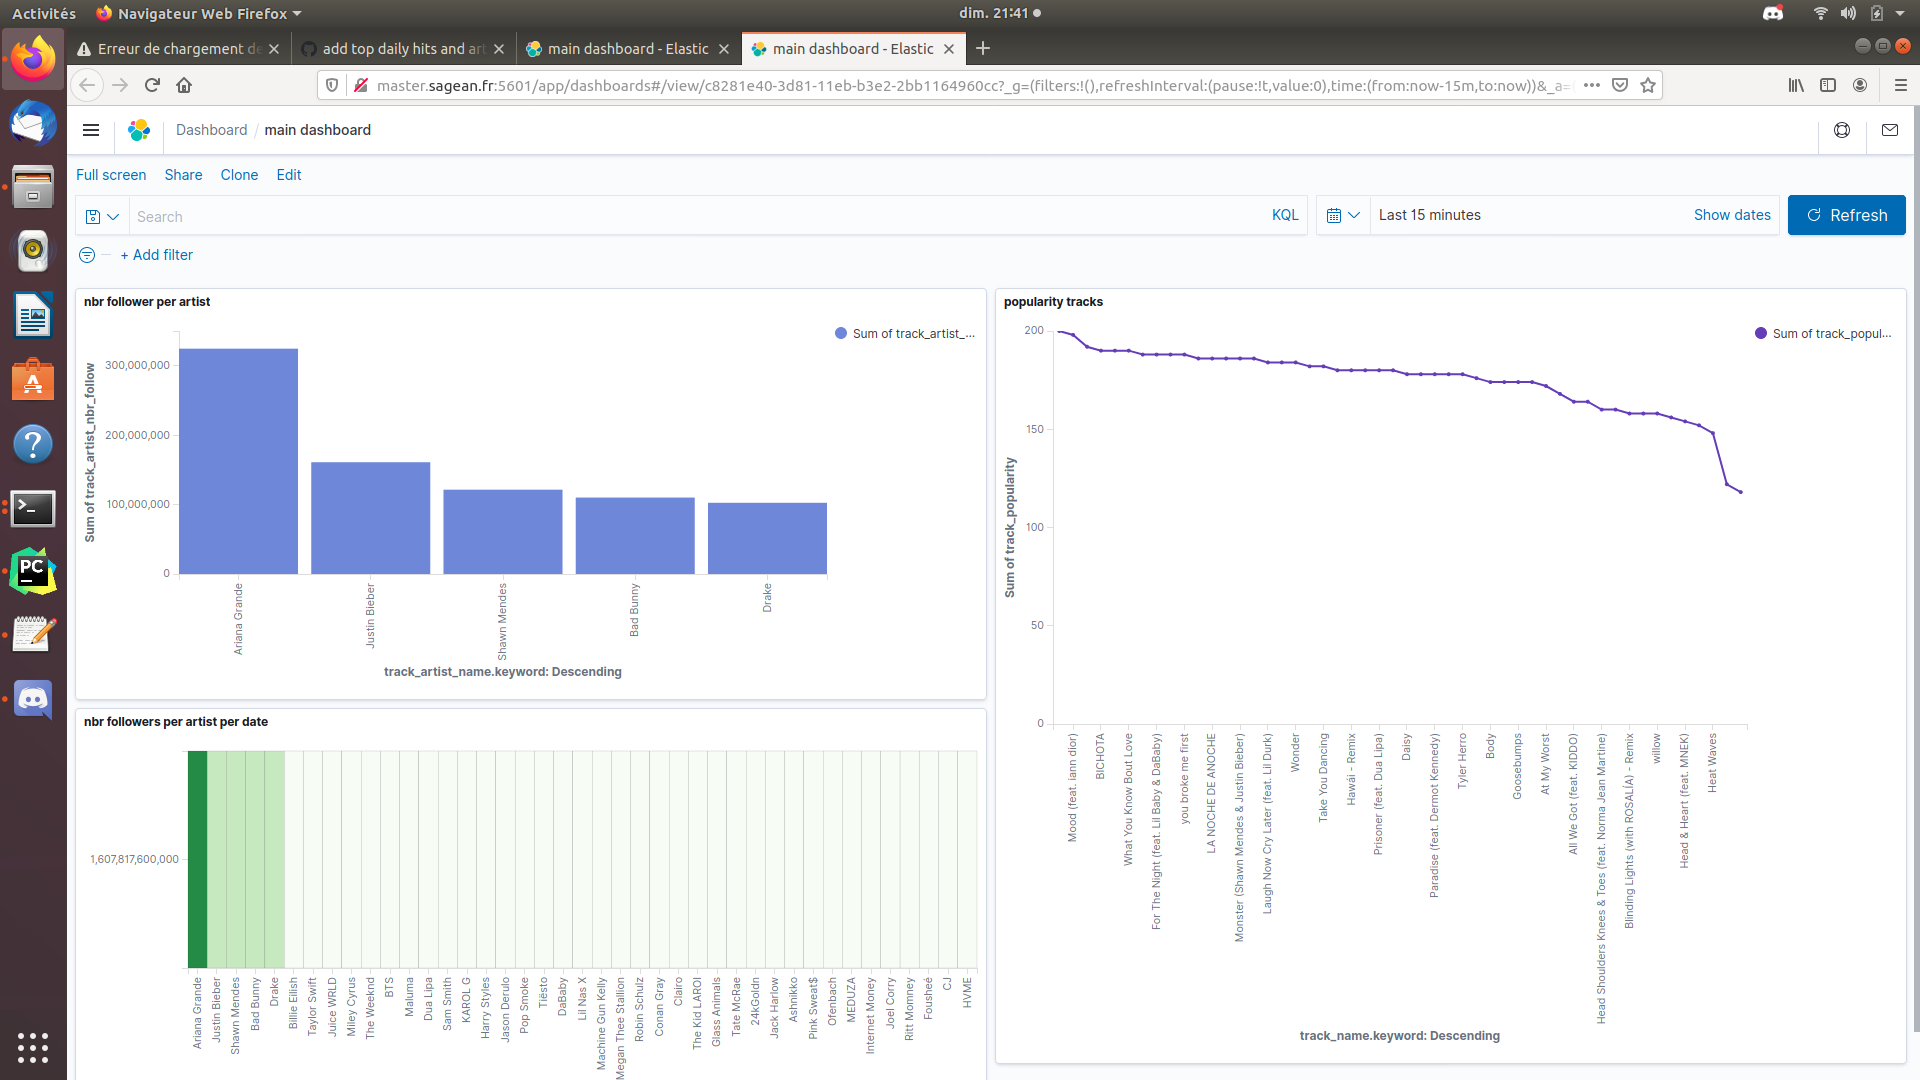 Activités
Navigateur Web Firefox
dim. 21:41
Erreur de chargement de
add top daily hits and art
main dashboard - Elastic
main dashboard - Elastic
master.sagean.fr:5601/app/dashboards#/view/c8281e40-3d81-11eb-b3e2-2bb1164960cc?_g=(filters:!(),refreshInterval:(pause:!t,value:0),time:(from:now-15m,to:now))&_a=(
Dashboard / main dashboard
Full screen Share Clone Edit
Search
KQL
Last 15 minutes
Show dates
Refresh
+ Add filter
nbr follower per artist
Sum of track_artist_...
300,000,000
200,000,000
100,000,000
0
Sum of track_artist_nbr_follow
Ariana Grande
Justin Bieber
Shawn Mendes
Bad Bunny
Drake
track_artist_name.keyword: Descending
popularity tracks
Sum of track_popul...
200
150
100
50
0
Sum of track_popularity
Mood (feat. iann dior)
BICHOTA
What You Know Bout Love
For The Night (feat. Lil Baby & DaBaby)
you broke me first
LA NOCHE DE ANOCHE
Monster (Shawn Mendes & Justin Bieber)
Laugh Now Cry Later (feat. Lil Durk)
Wonder
Take You Dancing
Hawái - Remix
Prisoner (feat. Dua Lipa)
Daisy
Paradise (feat. Dermot Kennedy)
Tyler Herro
Body
Goosebumps
At My Worst
All We Got (feat. KIDDO)
Head Shoulders Knees & Toes (feat. Norma Jean Martine)
Blinding Lights (with ROSALÍA) - Remix
willow
Head & Heart (feat. MNEK)
Heat Waves
track_name.keyword: Descending
nbr followers per artist per date
1,607,817,600,000
Ariana Grande
Justin Bieber
Shawn Mendes
Bad Bunny
Drake
Billie Eilish
Taylor Swift
Juice WRLD
Miley Cyrus
The Weeknd
BTS
Maluma
Dua Lipa
Sam Smith
KAROL G
Harry Styles
Jason Derulo
Pop Smoke
Tiësto
DaBaby
Lil Nas X
Machine Gun Kelly
Megan Thee Stallion
Robin Schulz
Conan Gray
Clairo
The Kid LAROI
Glass Animals
Tate McRae
24kGoldn
Jack Harlow
Ashnikko
Pink Sweat$
Ofenbach
MEDUZA
Internet Money
Joel Corry
Ritt Momney
Fousheé
CJ
HVME
PC